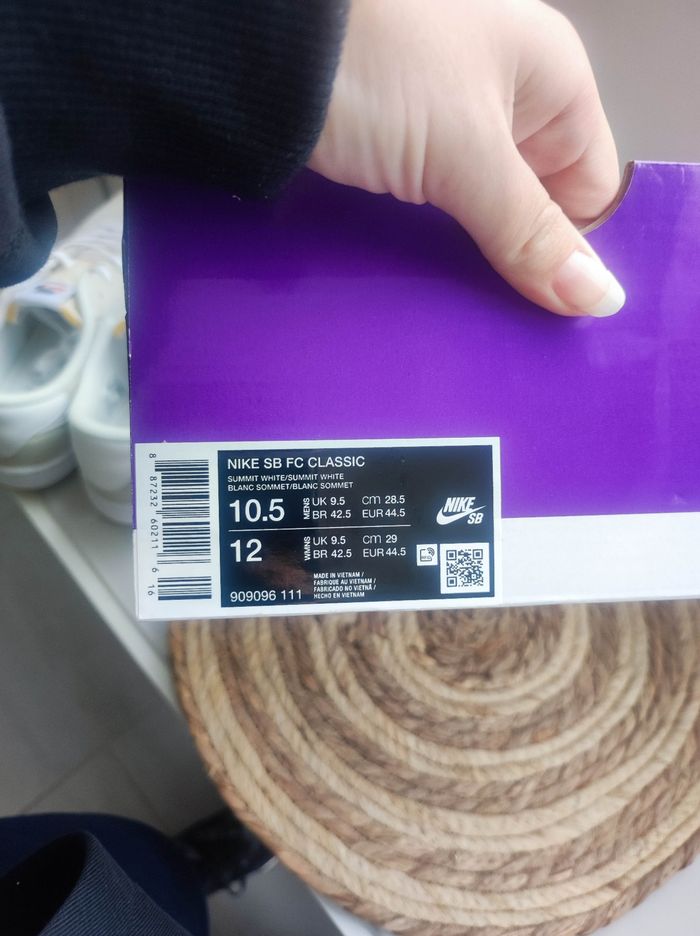 NIKE SB FC CLASSIC
SUMMIT WHITE/SUMMIT WHITE
BLANC SOMMET/BLANC SOMMET
10.5 MENS UK 9.5 cm 28.5
BR 42.5 EUR 44.5
12 WMNS UK 9.5 cm 29
BR 42.5 EUR 44.5
MADE IN VIETNAM /
FABRIQUÉ AU VIETNAM /
FABRICADO NO VIETNÃ /
HECHO EN VIETNAM
909096 111
NIKE
SB
8 87232 60211 6 16